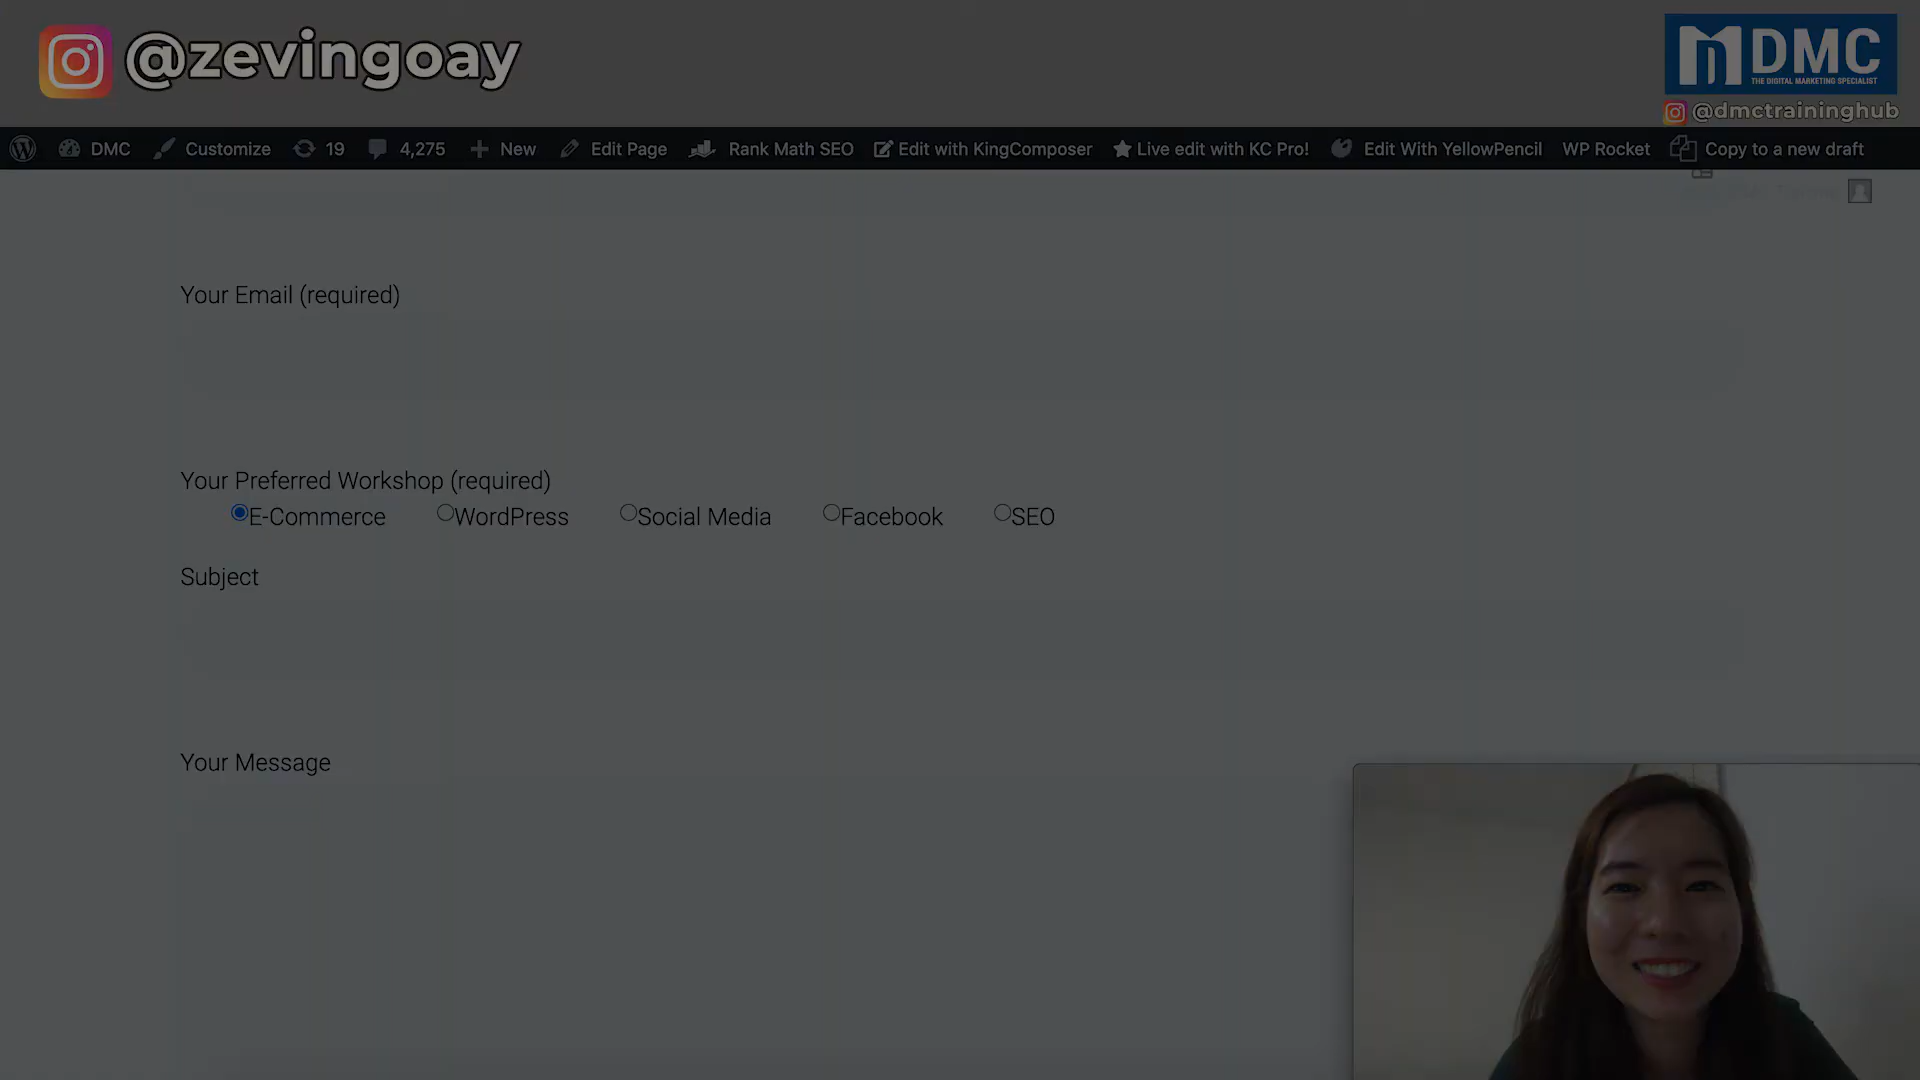 @zevingoay
DMC
THE DIGITAL MARKETING SPECIALIST
@dmctraininghub
DMC Customize 19 4,275 New Edit Page Rank Math SEO Edit with KingComposer Live edit with KC Pro! Edit With YellowPencil WP Rocket Copy to a new draft
Your Email (required)
Your Preferred Workshop (required)
E-Commerce WordPress Social Media Facebook SEO
Subject
Your Message